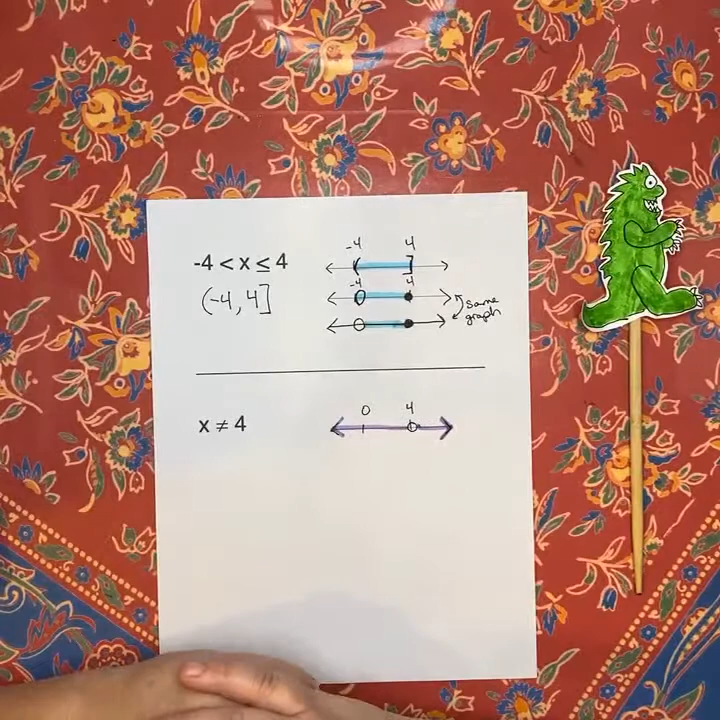 -4 < x ≤ 4
(-4, 4]
-4 4
-4 4
same
graph
x ≠ 4
0 4